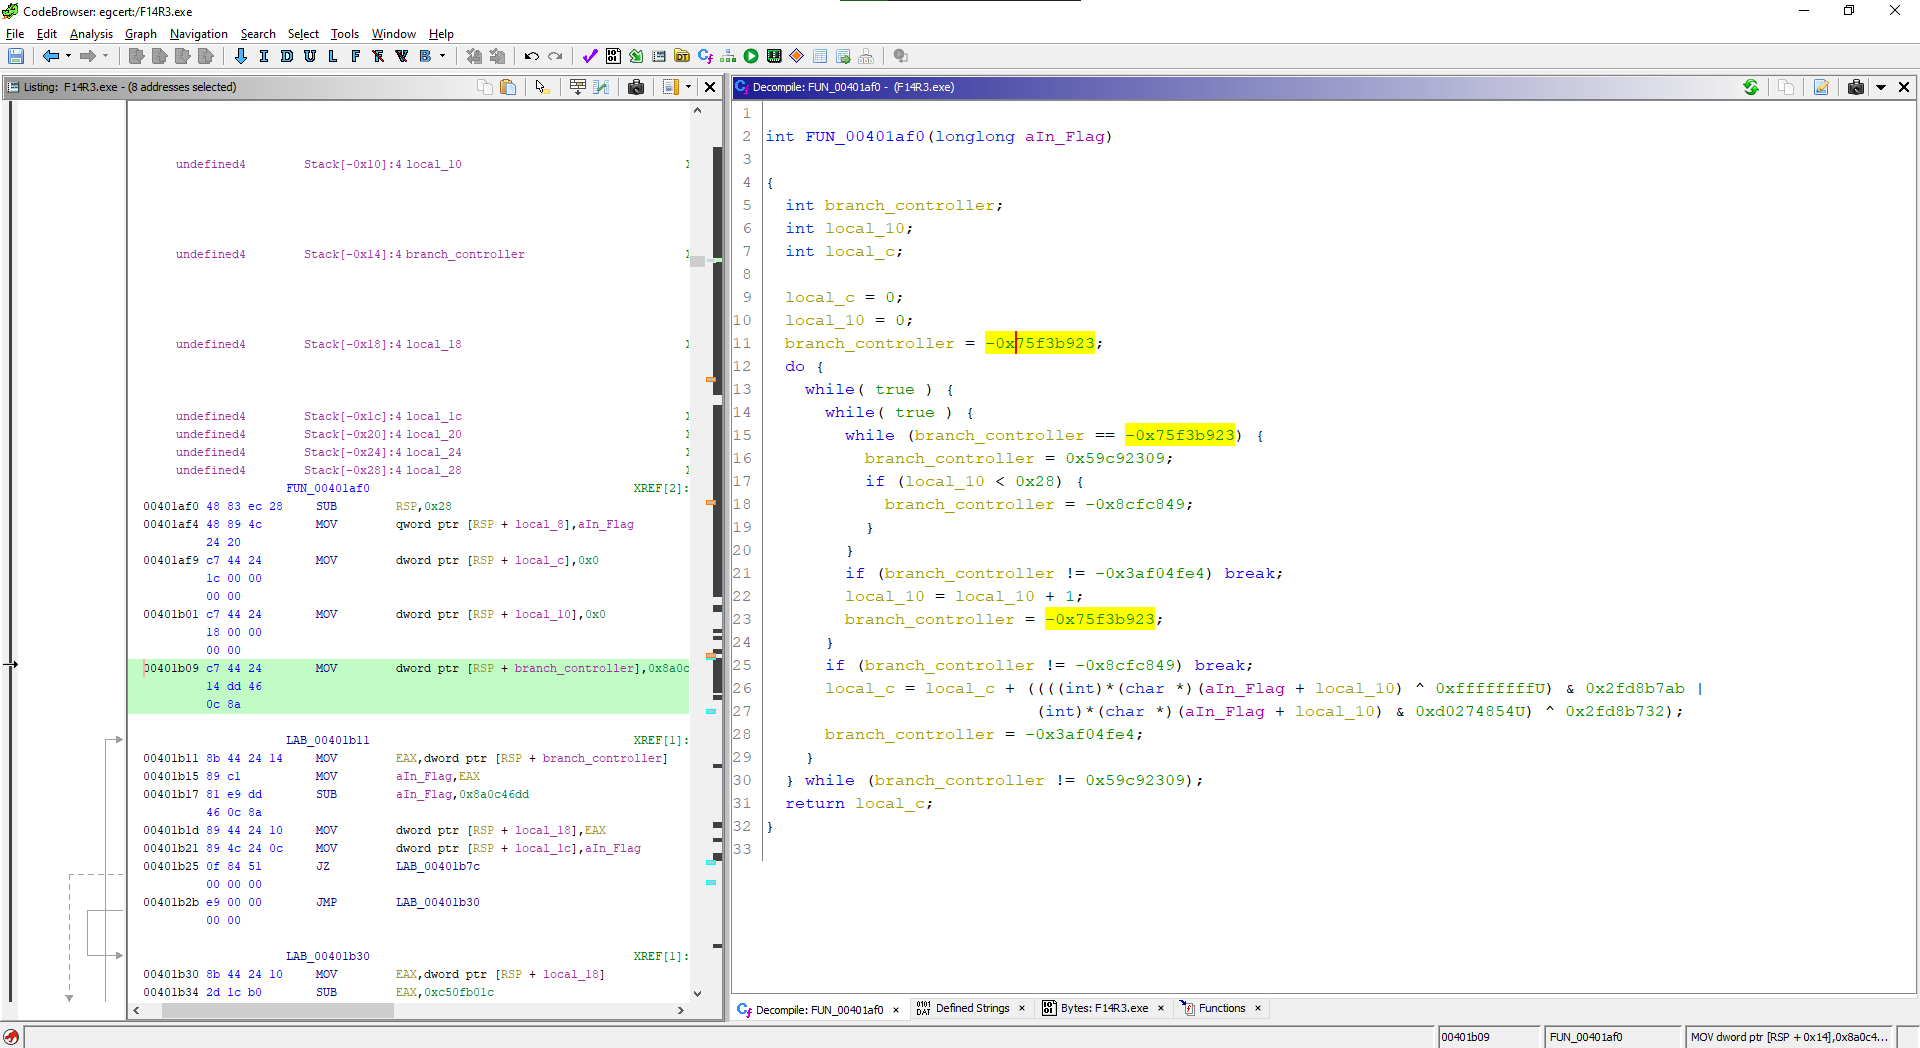 CodeBrowser: egcert:/F14R3.exe
File Edit Analysis Graph Navigation Search Select Tools Window Help
I D U L F B
Listing: F14R3.exe - (8 addresses selected)
undefined4 Stack[-0x10]:4 local_10
undefined4 Stack[-0x14]:4 branch_controller
undefined4 Stack[-0x18]:4 local_18
undefined4 Stack[-0x1c]:4 local_1c
undefined4 Stack[-0x20]:4 local_20
undefined4 Stack[-0x24]:4 local_24
undefined4 Stack[-0x28]:4 local_28
FUN_00401af0 XREF[2]:
00401af0 48 83 ec 28 SUB RSP,0x28
00401af4 48 89 4c MOV qword ptr [RSP + local_8],aIn_Flag
24 20
00401af9 c7 44 24 MOV dword ptr [RSP + local_c],0x0
1c 00 00
00 00
00401b01 c7 44 24 MOV dword ptr [RSP + local_10],0x0
18 00 00
00 00
00401b09 c7 44 24 MOV dword ptr [RSP + branch_controller],0x8a0c
14 dd 46
0c 8a
LAB_00401b11 XREF[1]:
00401b11 8b 44 24 14 MOV EAX,dword ptr [RSP + branch_controller]
00401b15 89 c1 MOV aIn_Flag,EAX
00401b17 81 e9 dd SUB aIn_Flag,0x8a0c46dd
46 0c 8a
00401b1d 89 44 24 10 MOV dword ptr [RSP + local_18],EAX
00401b21 89 4c 24 0c MOV dword ptr [RSP + local_1c],aIn_Flag
00401b25 0f 84 51 JZ LAB_00401b7c
00 00 00
00401b2b e9 00 00 JMP LAB_00401b30
00 00
LAB_00401b30 XREF[1]:
00401b30 8b 44 24 10 MOV EAX,dword ptr [RSP + local_18]
00401b34 2d 1c b0 SUB EAX,0xc50fb01c
Decompile: FUN_00401af0 - (F14R3.exe)
1
2 int FUN_00401af0(longlong aIn_Flag)
3
4 {
5 int branch_controller;
6 int local_10;
7 int local_c;
8
9 local_c = 0;
10 local_10 = 0;
11 branch_controller = -0x75f3b923;
12 do {
13 while( true ) {
14 while( true ) {
15 while (branch_controller == -0x75f3b923) {
16 branch_controller = 0x59c92309;
17 if (local_10 < 0x28) {
18 branch_controller = -0x8cfc849;
19 }
20 }
21 if (branch_controller != -0x3af04fe4) break;
22 local_10 = local_10 + 1;
23 branch_controller = -0x75f3b923;
24 }
25 if (branch_controller != -0x8cfc849) break;
26 local_c = local_c + ((((int)*(char *)(aIn_Flag + local_10) ^ 0xffffffffU) & 0x2fd8b7ab |
27 (int)*(char *)(aIn_Flag + local_10) & 0xd0274854U) ^ 0x2fd8b732);
28 branch_controller = -0x3af04fe4;
29 }
30 } while (branch_controller != 0x59c92309);
31 return local_c;
32 }
33
Decompile: FUN_00401af0 × Defined Strings × Bytes: F14R3.exe × Functions ×
00401b09 FUN_00401af0 MOV dword ptr [RSP + 0x14],0x8a0c4...